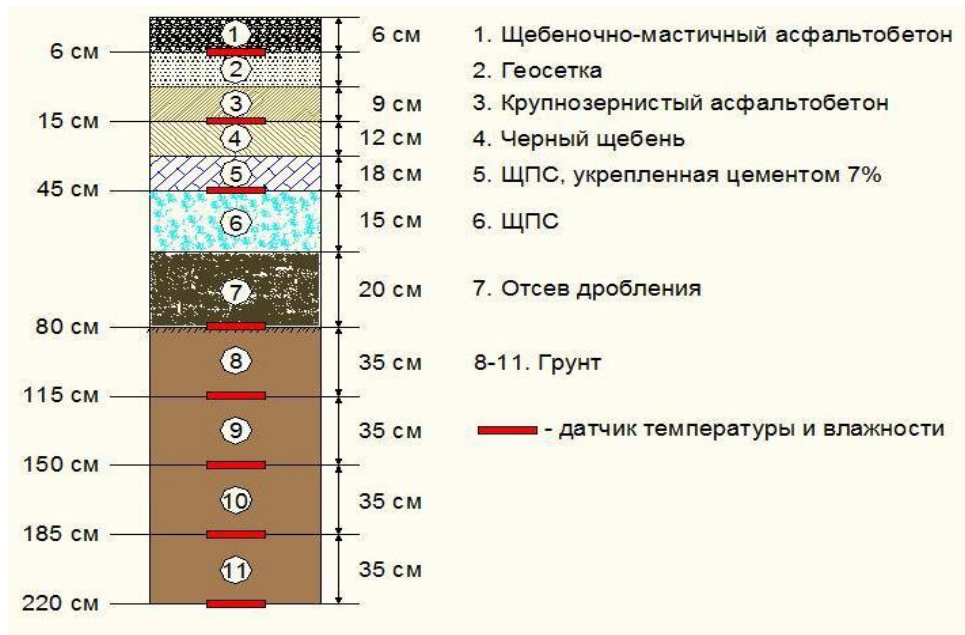 1
6 см
1. Щебеночно-мастичный асфальтобетон
6 см
2
2. Геосетка
3
9 см
3. Крупнозернистый асфальтобетон
15 см
4
12 см
4. Черный щебень
5
18 см
5. ЩПС, укрепленная цементом 7%
45 см
6
15 см
6. ЩПС
7
20 см
7. Отсев дробления
80 см
8
35 см
8-11. Грунт
115 см
9
35 см
- датчик температуры и влажности
150 см
10
35 см
185 см
11
35 см
220 см